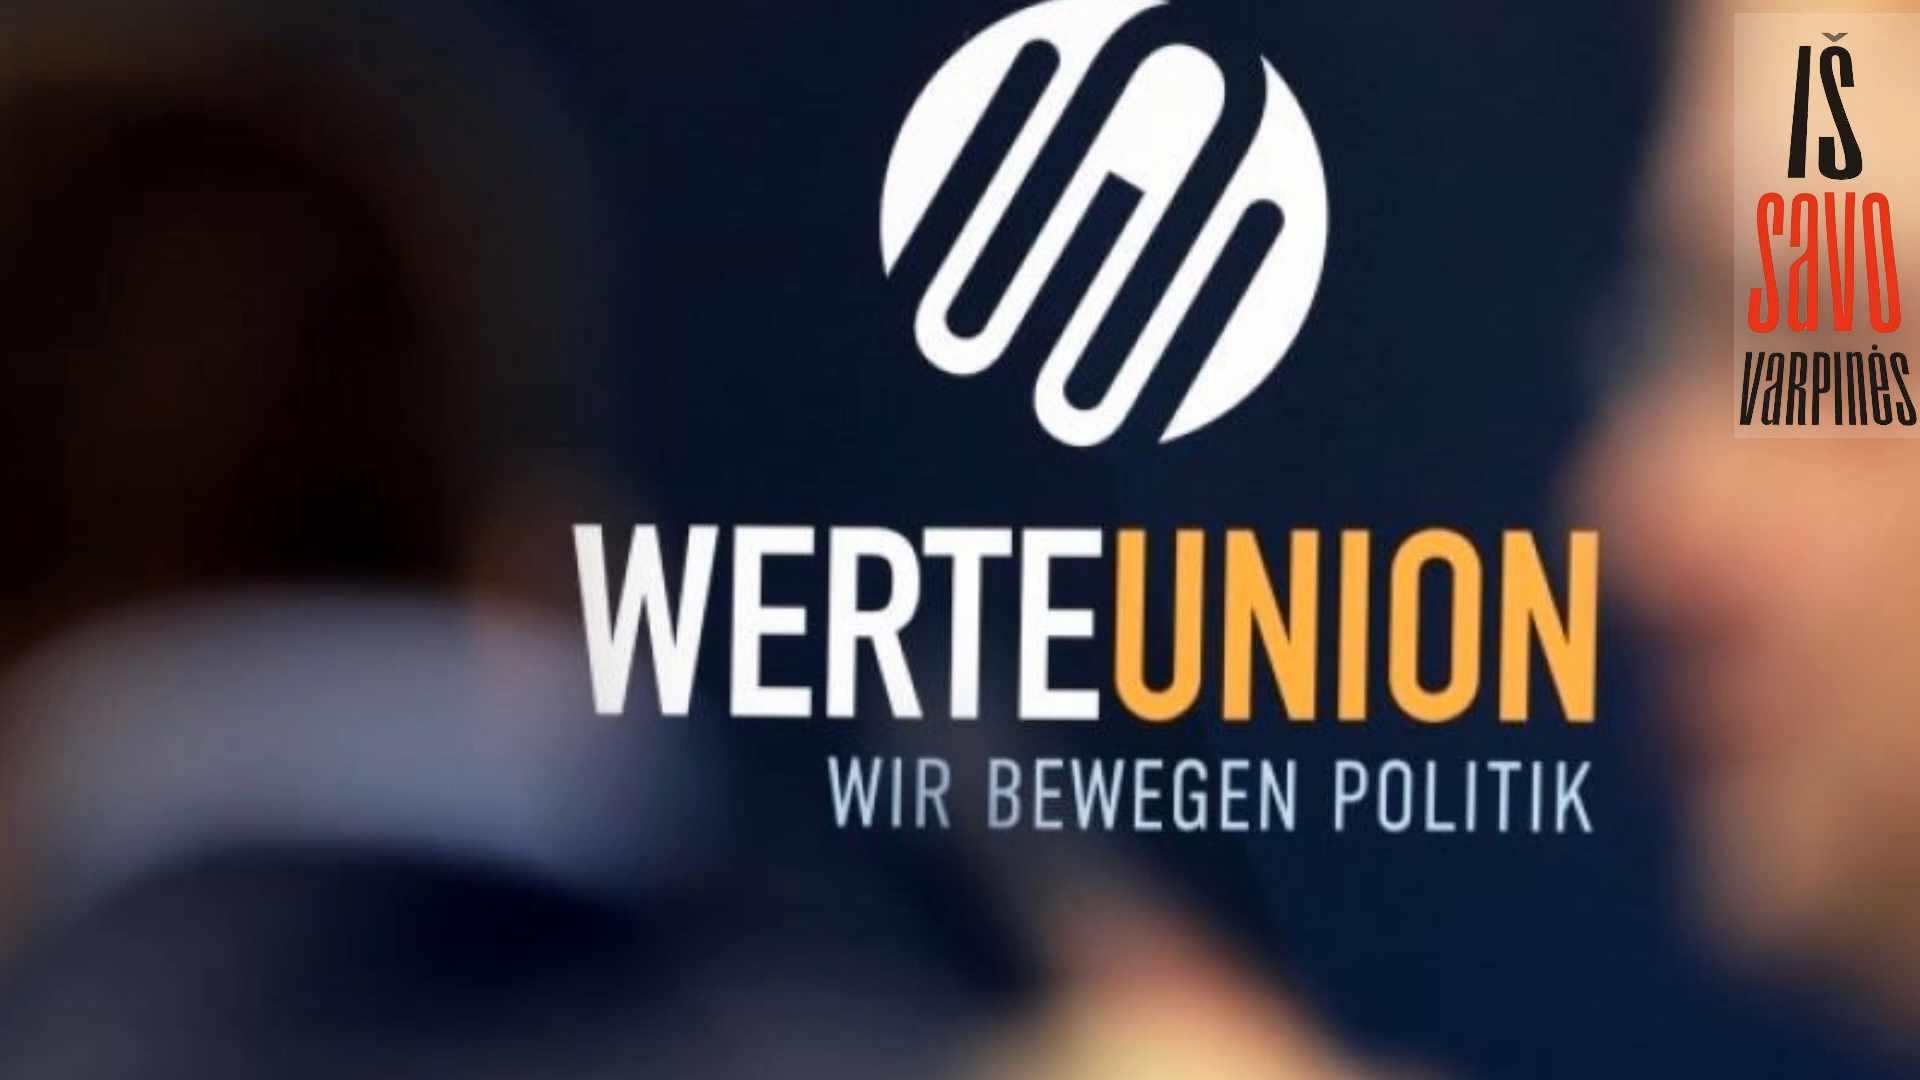 WERTEUNION
WIR BEWEGEN POLITIK
IŠ
SAVO
VARPINĖS